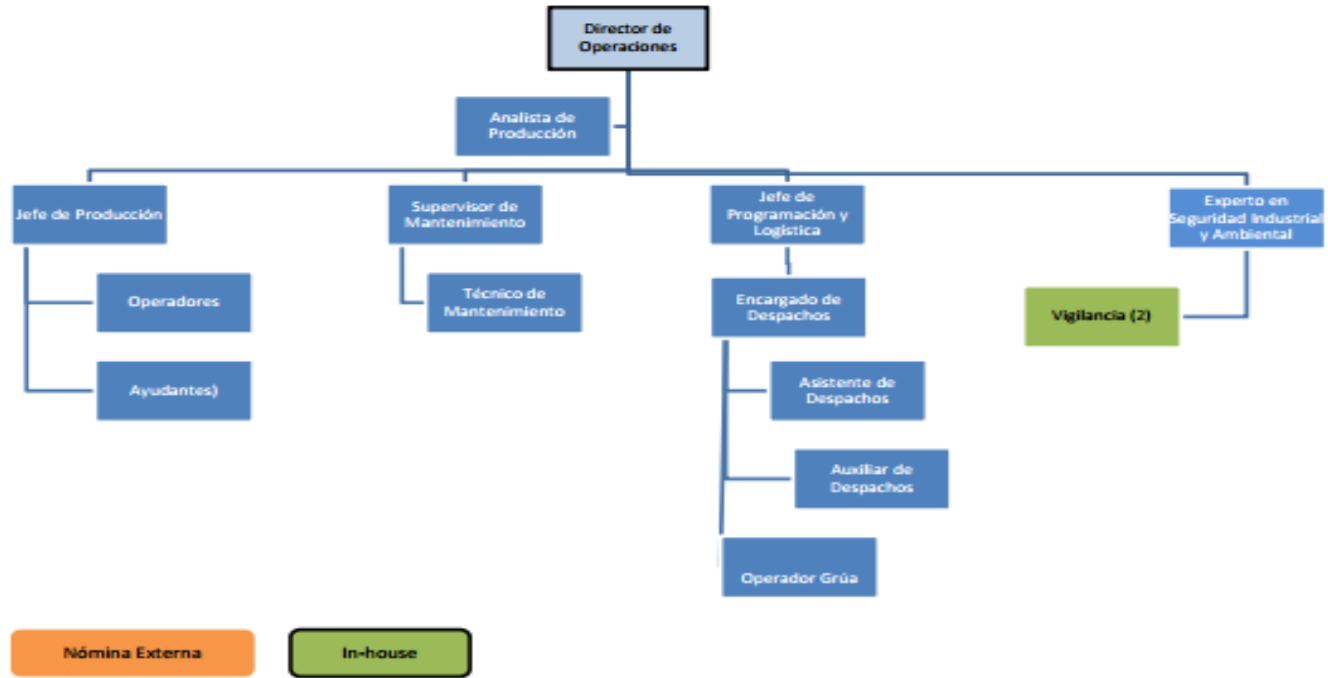 Director de
Operaciones
Analista de
Producción
Jefe de Producción
Supervisor de
Mantenimiento
Jefe de
Programación y
Logística
Experto en
Seguridad Industrial
y Ambiental
Operadores
Técnico de
Mantenimiento
Encargado de
Despachos
Vigilancia (2)
Ayudantes)
Asistente de
Despachos
Auxiliar de
Despachos
Operador Grúa
Nómina Externa
In-house